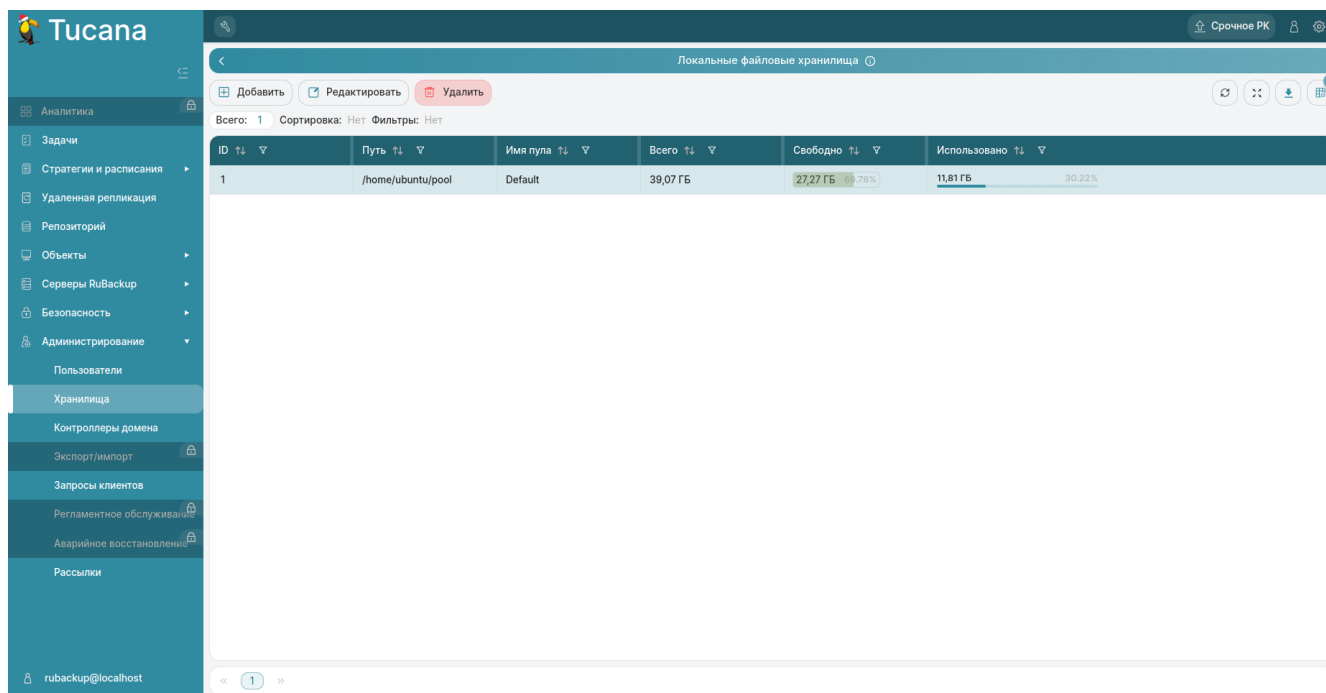 Tucana
Срочное РК
Локальные файловые хранилища
Добавить Редактировать Удалить
Всего: 1 Сортировка: Нет Фильтры: Нет
ID Путь Имя пула Всего Свободно Использовано
1 /home/ubuntu/pool Default 39,07 ГБ 27,27 ГБ 69.78% 11,81 ГБ 30.22%
Аналитика
Задачи
Стратегии и расписания
Удаленная репликация
Репозиторий
Объекты
Серверы RuBackup
Безопасность
Администрирование
Пользователи
Хранилища
Контроллеры домена
Экспорт/импорт
Запросы клиентов
Регламентное обслуживание
Аварийное восстановление
Рассылки
rubackup@localhost
« 1 »